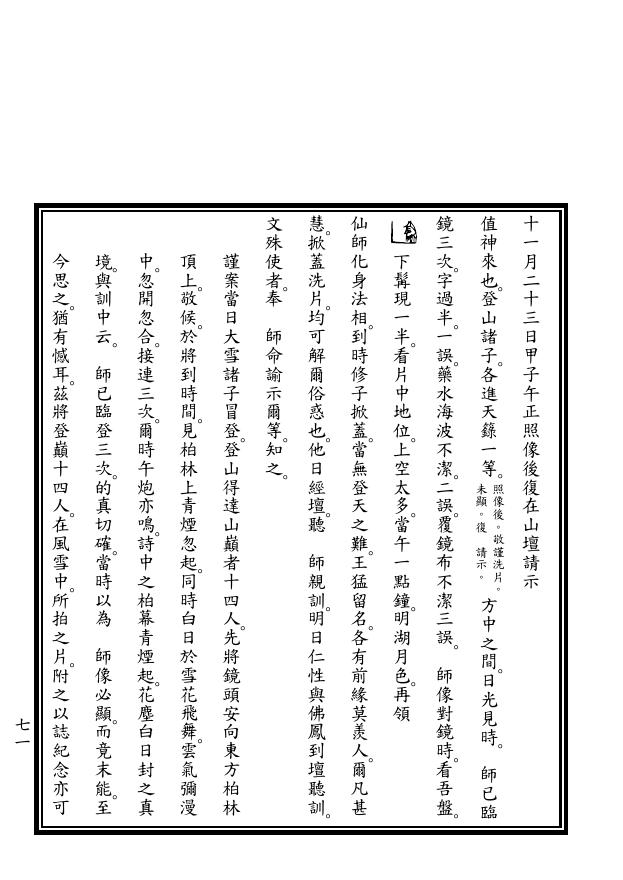 十一月二十三日甲子午正照像後復在山壇請示
值神來也。登山諸子。各進天籙一等。照像後。敬謹洗片。未顯。復　請示。方中之間。日光見時。　師已臨
鏡三次。字過半。一誤。藥水海波不潔。二誤。覆鏡布不潔三誤。　師像對鏡時。看吾盤。
下髯現一半。看片中地位。上空太多。當午一點鐘。明湖月色。再領
仙師化身法相。到時修子掀蓋。當無登天之難。王猛留名。各有前緣莫羨人。爾凡甚
慧。掀蓋洗片。均可解爾俗惑也。他日經壇。聽　師親訓。明日仁性與佛鳳到壇聽訓。
文殊使者。奉　師命諭示爾等。知之。
謹案當日大雪諸子冒登。登山得達山巔者十四人。先將鏡頭安向東方柏林
頂上。敬候。於將到時間。見柏林上青煙忽起。同時白日於雪花飛舞。雲氣彌漫
中。忽開忽合。接連三次。爾時午炮亦鳴。詩中之柏幕青煙起。花塵白日封之真
境。與訓中云。　師已臨登三次。的真切確。當時以為　師像必顯。而竟未能。至
今思之。猶有憾耳。茲將登巔十四人。在風雪中。所拍之片。附之以誌紀念亦可
七一